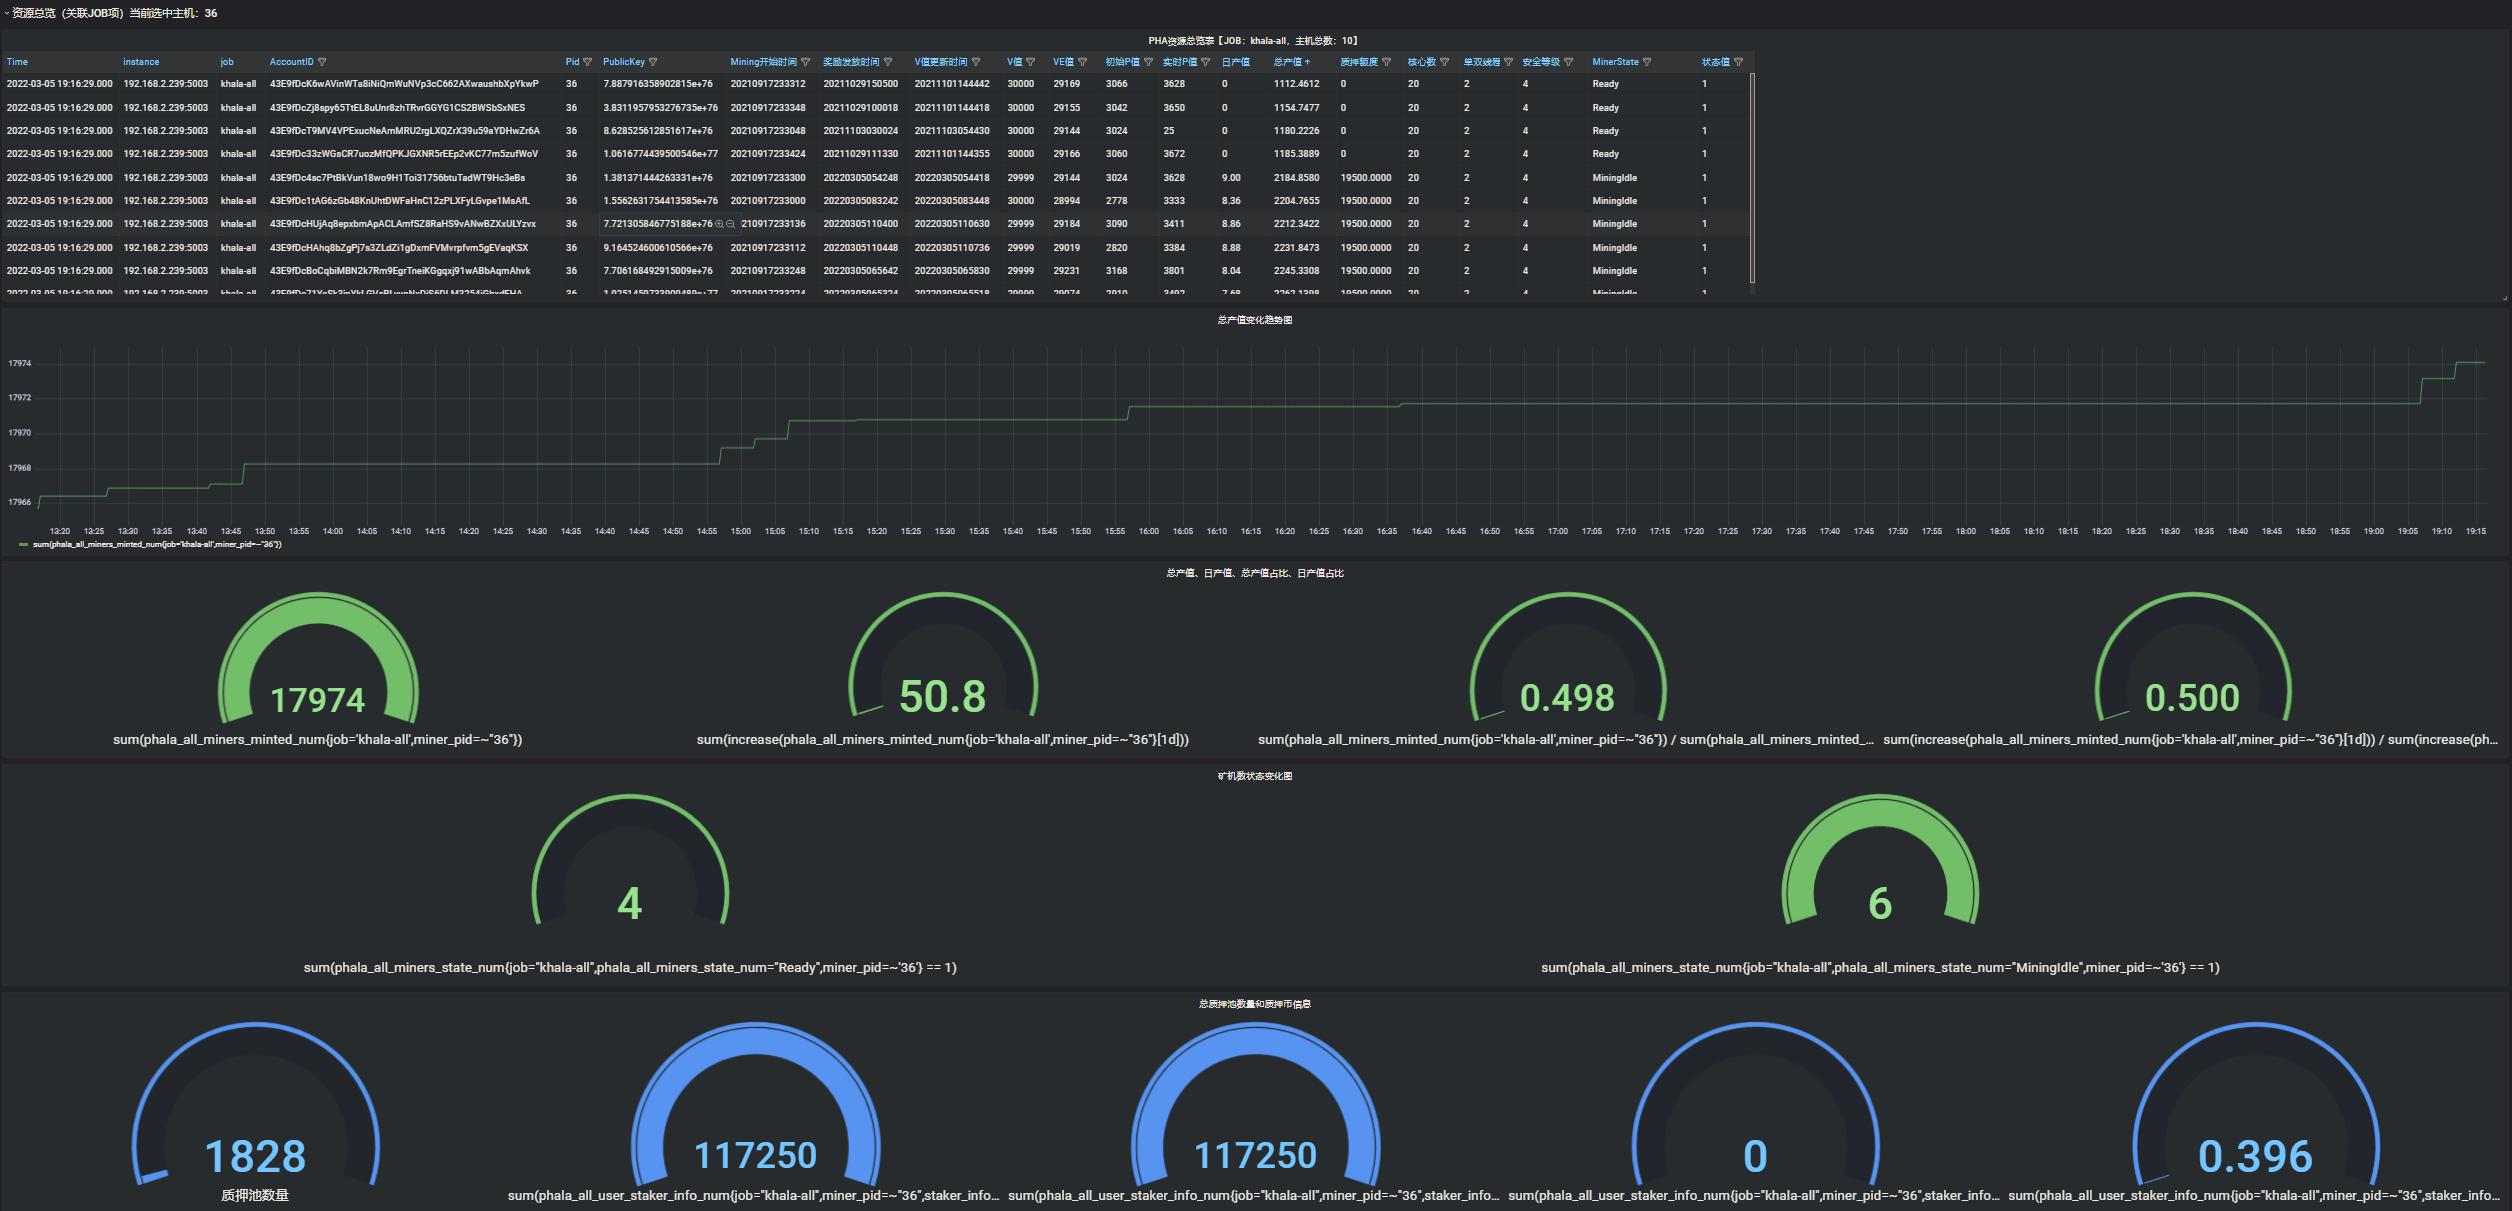 资源总览（关联JOB项）当前选中主机：36
PHA资源总览表【JOB：khala-all，主机总数：10】
Time instance job AccountID Pid PublicKey Mining开始时间 奖励发放时间 V值更新时间 V值 VE值 初始P值 实时P值 日产值 总产值 质押额度 核心数 单双线程 安全等级 MinerState 状态值
2022-03-05 19:16:29.000 192.168.2.239:5003 khala-all 43E9fDcK6wAVinWTa8iNiQmWuNVp3cC662AXwaushbXpYkwP 36 7.887916358902815e+76 20210917233312 20211029150500 20211101144442 30000 29169 3066 3628 0 1112.4612 0 20 2 4 Ready 1
2022-03-05 19:16:29.000 192.168.2.239:5003 khala-all 43E9fDcZj8spy65TtEL8uUnr8zhTRvrGGYG1CS2BWSbSxNES 36 3.8311957953276735e+76 20210917233348 20211029100018 20211101144418 30000 29155 3042 3650 0 1154.7477 0 20 2 4 Ready 1
2022-03-05 19:16:29.000 192.168.2.239:5003 khala-all 43E9fDcT9MV4VPExucNeAmMRU2rgLXQZrX39u59aYDHwZr6A 36 8.628525612851617e+76 20210917233048 20211103030024 20211103054430 30000 29144 3024 25 0 1180.2226 0 20 2 4 Ready 1
2022-03-05 19:16:29.000 192.168.2.239:5003 khala-all 43E9fDc33zWGsCR7uozMfQPKJGXNR5rEEp2vKC77m5zufWoV 36 1.0616774439500546e+77 20210917233424 20211029111330 20211101144355 30000 29166 3060 3672 0 1185.3889 0 20 2 4 Ready 1
2022-03-05 19:16:29.000 192.168.2.239:5003 khala-all 43E9fDc4sc7PtBkVun18wo9H1Toi31756btuTadWT9Hc3eBs 36 1.381371444263331e+76 20210917233300 20220305054248 20220305054418 29999 29144 3024 3628 9.00 2184.8580 19500.0000 20 2 4 MiningIdle 1
2022-03-05 19:16:29.000 192.168.2.239:5003 khala-all 43E9fDc1tAG6zGb48KnUhtDWFaHnC12zPLXFyLGvpe1MsAfL 36 1.5562631754413585e+76 20210917233000 20220305083242 20220305083448 30000 28994 2778 3333 8.36 2204.7655 19500.0000 20 2 4 MiningIdle 1
2022-03-05 19:16:29.000 192.168.2.239:5003 khala-all 43E9fDcHUjAq8epxbmApACLAmfSZ8RaHS9vANwBZXxULYzvx 36 7.721305846775188e+76 20210917233136 20220305110400 20220305110630 29999 29184 3090 3411 8.86 2212.3422 19500.0000 20 2 4 MiningIdle 1
2022-03-05 19:16:29.000 192.168.2.239:5003 khala-all 43E9fDcHAhq8bZgPj7s3ZLdZi1gDxmFVMvrpfvm5gEVaqKSX 36 9.164524600610566e+76 20210917233112 20220305110448 20220305110736 29999 29019 2820 3384 8.88 2231.8473 19500.0000 20 2 4 MiningIdle 1
2022-03-05 19:16:29.000 192.168.2.239:5003 khala-all 43E9fDcBoCqbiMBN2k7Rm9EgrTneiKGgqxj91wABbAqmAhvk 36 7.706168492915009e+76 20210917233248 20220305065642 20220305065830 29999 29231 3168 3801 8.04 2245.3308 19500.0000 20 2 4 MiningIdle 1
2022-03-05 19:16:29.000 192.168.2.239:5003 khala-all 36 20210917233224 20220305065324 20220305065518 29999 29074 2910 3492 7.68 2262.1398 19500.0000 20 2 4 MiningIdle 1
总产值变化趋势图
17974
17972
17970
17968
17966
13:20 13:25 13:30 13:35 13:40 13:45 13:50 13:55 14:00 14:05 14:10 14:15 14:20 14:25 14:30 14:35 14:40 14:45 14:50 14:55 15:00 15:05 15:10 15:15 15:20 15:25 15:30 15:35 15:40 15:45 15:50 15:55 16:00 16:05 16:10 16:15 16:20 16:25 16:30 16:35 16:40 16:45 16:50 16:55 17:00 17:05 17:10 17:15 17:20 17:25 17:30 17:35 17:40 17:45 17:50 17:55 18:00 18:05 18:10 18:15 18:20 18:25 18:30 18:35 18:40 18:45 18:50 18:55 19:00 19:05 19:10 19:15
sum(phala_all_miners_minted_num{job='khala-all',miner_pid=~"36"})
总产值、日产值、总产值占比、日产值占比
17974 50.8 0.498 0.500
sum(phala_all_miners_minted_num{job='khala-all',miner_pid=~"36"}) sum(increase(phala_all_miners_minted_num{job='khala-all',miner_pid=~"36"}[1d])) sum(phala_all_miners_minted_num{job='khala-all',miner_pid=~"36"}) / sum(phala_all_miners_minted_... sum(increase(phala_all_miners_minted_num{job='khala-all',miner_pid=~"36"}[1d])) / sum(increase(ph...
矿机数状态变化图
4 6
sum(phala_all_miners_state_num{job="khala-all",phala_all_miners_state_num="Ready",miner_pid=~'36'} == 1) sum(phala_all_miners_state_num{job="khala-all",phala_all_miners_state_num="MiningIdle",miner_pid=~'36'} == 1)
总质押池数量和质押币信息
1828 117250 117250 0 0.396
质押池数量 sum(phala_all_user_staker_info_num{job="khala-all",miner_pid=~"36",staker_info... sum(phala_all_user_staker_info_num{job="khala-all",miner_pid=~"36",staker_info... sum(phala_all_user_staker_info_num{job="khala-all",miner_pid=~"36",staker_info... sum(phala_all_user_staker_info_num{job="khala-all",miner_pid=~"36",staker_info...